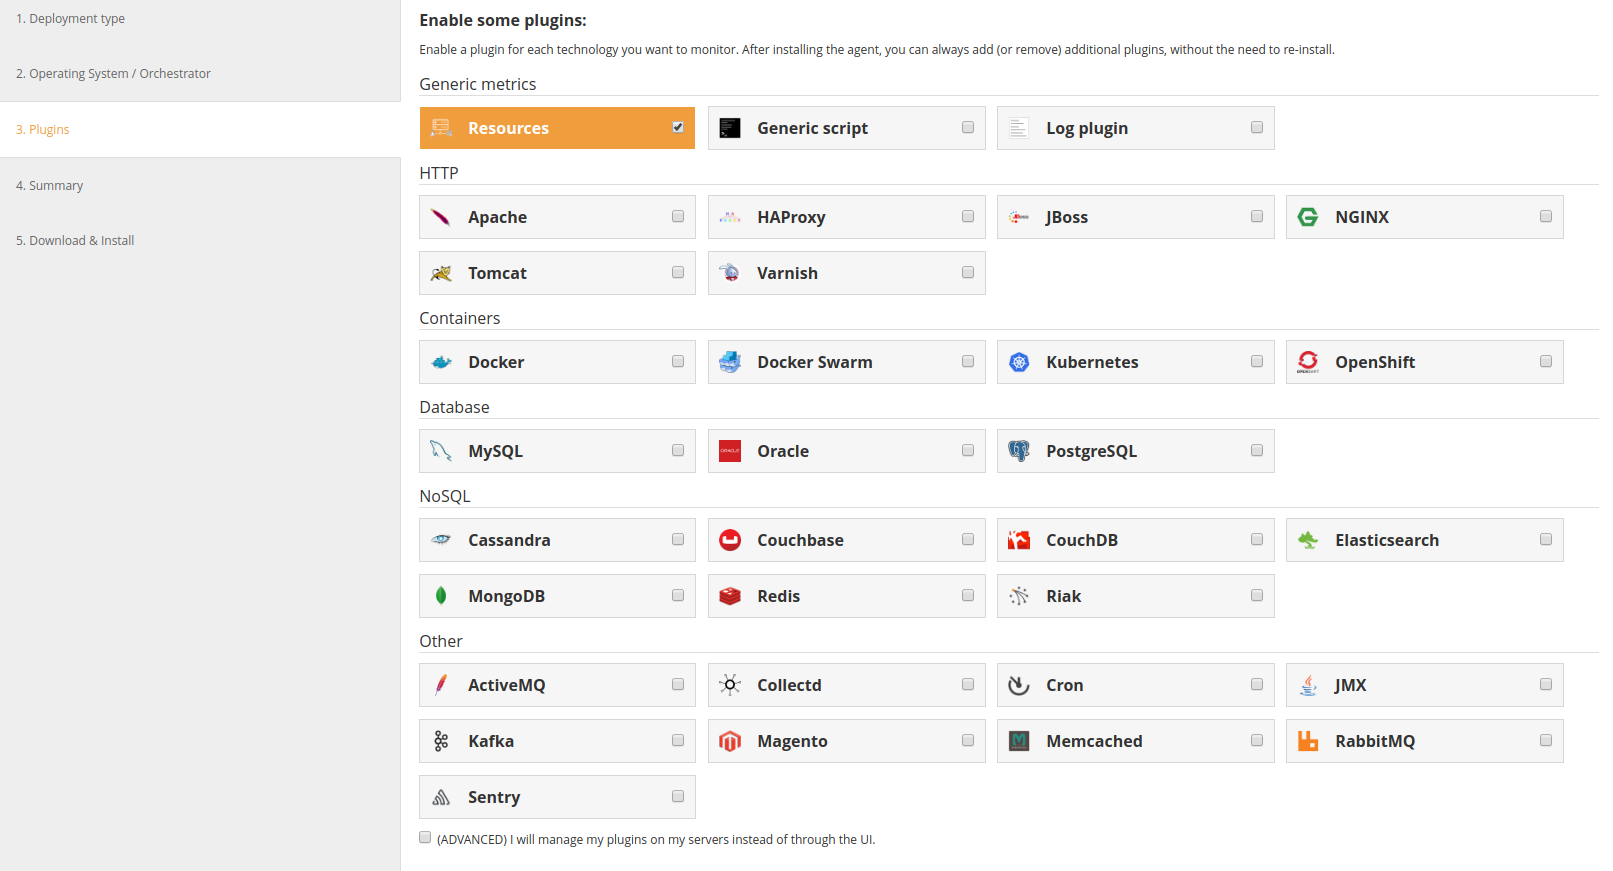 1. Deployment type
2. Operating System / Orchestrator
3. Plugins
4. Summary
5. Download & Install
Enable some plugins:
Enable a plugin for each technology you want to monitor. After installing the agent, you can always add (or remove) additional plugins, without the need to re-install.
Generic metrics
Resources Generic script Log plugin
HTTP
Apache HAProxy JBoss NGINX
Tomcat Varnish
Containers
Docker Docker Swarm Kubernetes OpenShift
Database
MySQL Oracle PostgreSQL
NoSQL
Cassandra Couchbase CouchDB Elasticsearch
MongoDB Redis Riak
Other
ActiveMQ Collectd Cron JMX
Kafka Magento Memcached RabbitMQ
Sentry
(ADVANCED) I will manage my plugins on my servers instead of through the UI.